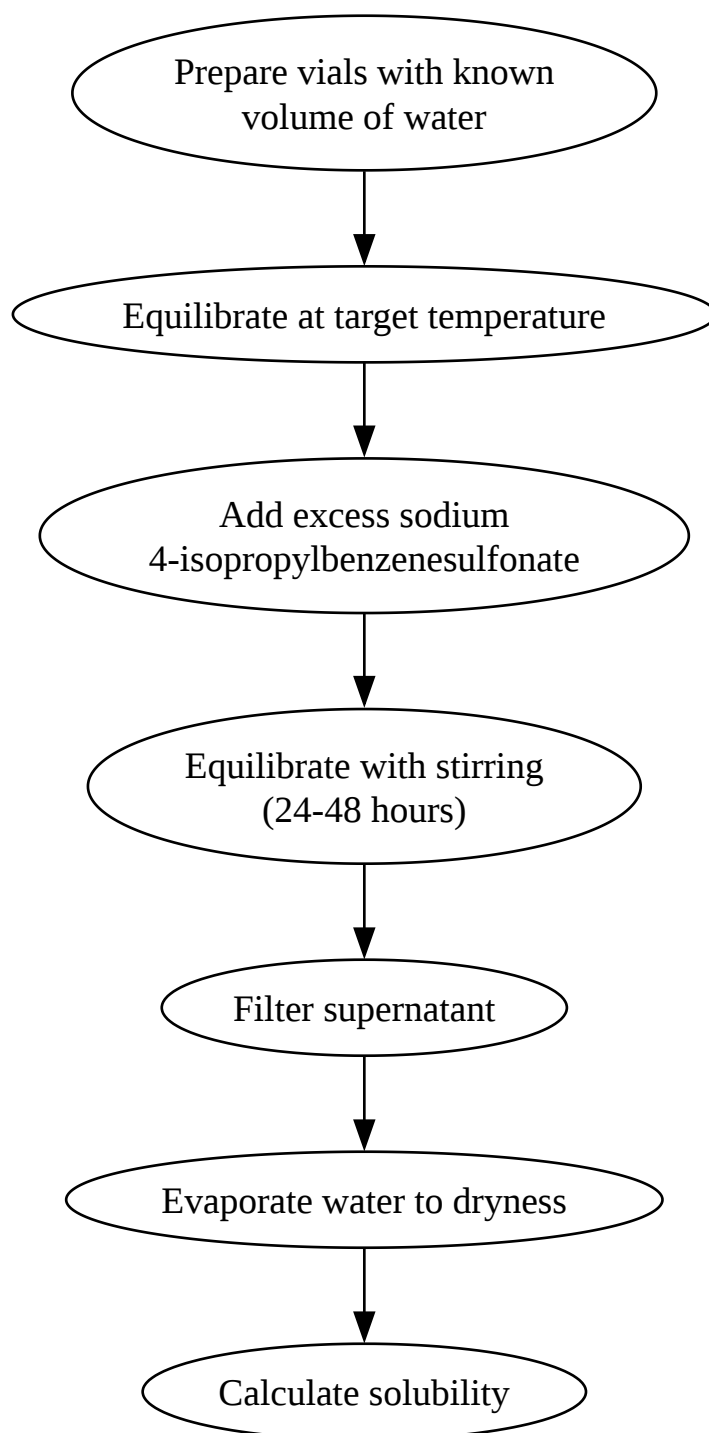 Prepare vials with known
volume of water
Equilibrate at target temperature
Add excess sodium
4-isopropylbenzenesulfonate
Equilibrate with stirring
(24-48 hours)
Filter supernatant
Evaporate water to dryness
Calculate solubility